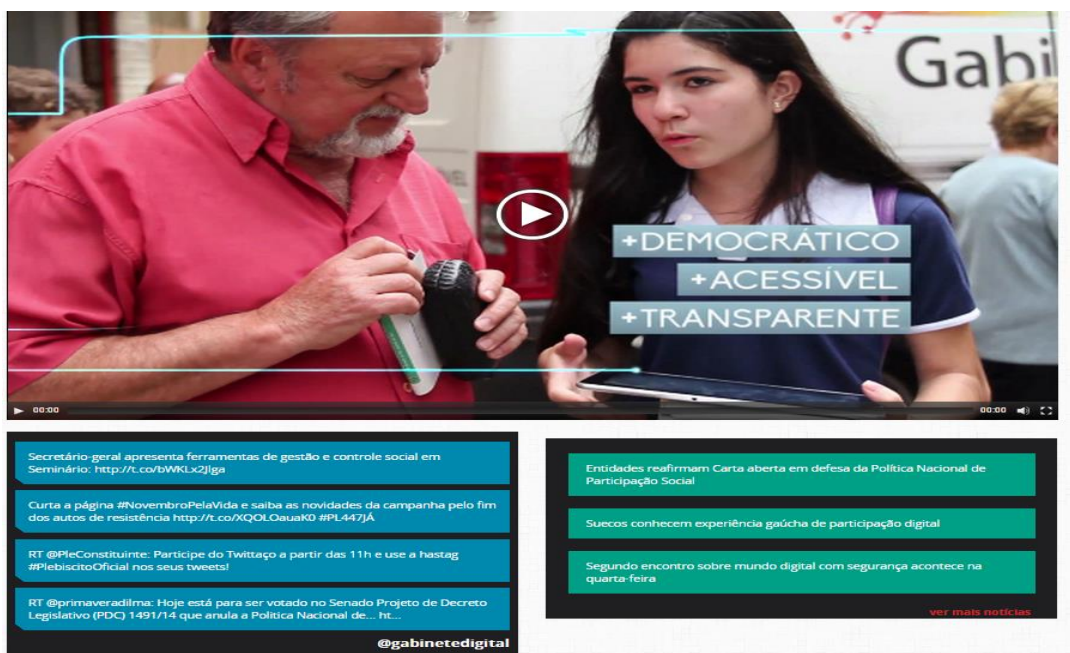 Gabi
+DEMOCRÁTICO
+ACESSÍVEL
+TRANSPARENTE
00:00
00:00
Secretário-geral apresenta ferramentas de gestão e controle social em
Seminário: http://t.co/bWKLx2Jlga
Curta a página #NovembroPelaVida e saiba as novidades da campanha pelo fim
dos autos de resistência http://t.co/XQOLOauaK0 #PL447JÁ
RT @PleConstituinte: Participe do Twittaço a partir das 11h e use a hastag
#PlebiscitoOficial nos seus tweets!
RT @primaveradilma: Hoje está para ser votado no Senado Projeto de Decreto
Legislativo (PDC) 1491/14 que anula a Politica Nacional de... ht...
@gabinetedigital
Entidades reafirmam Carta aberta em defesa da Política Nacional de
Participação Social
Suecos conhecem experiência gaúcha de participação digital
Segundo encontro sobre mundo digital com segurança acontece na
quarta-feira
ver mais notícias